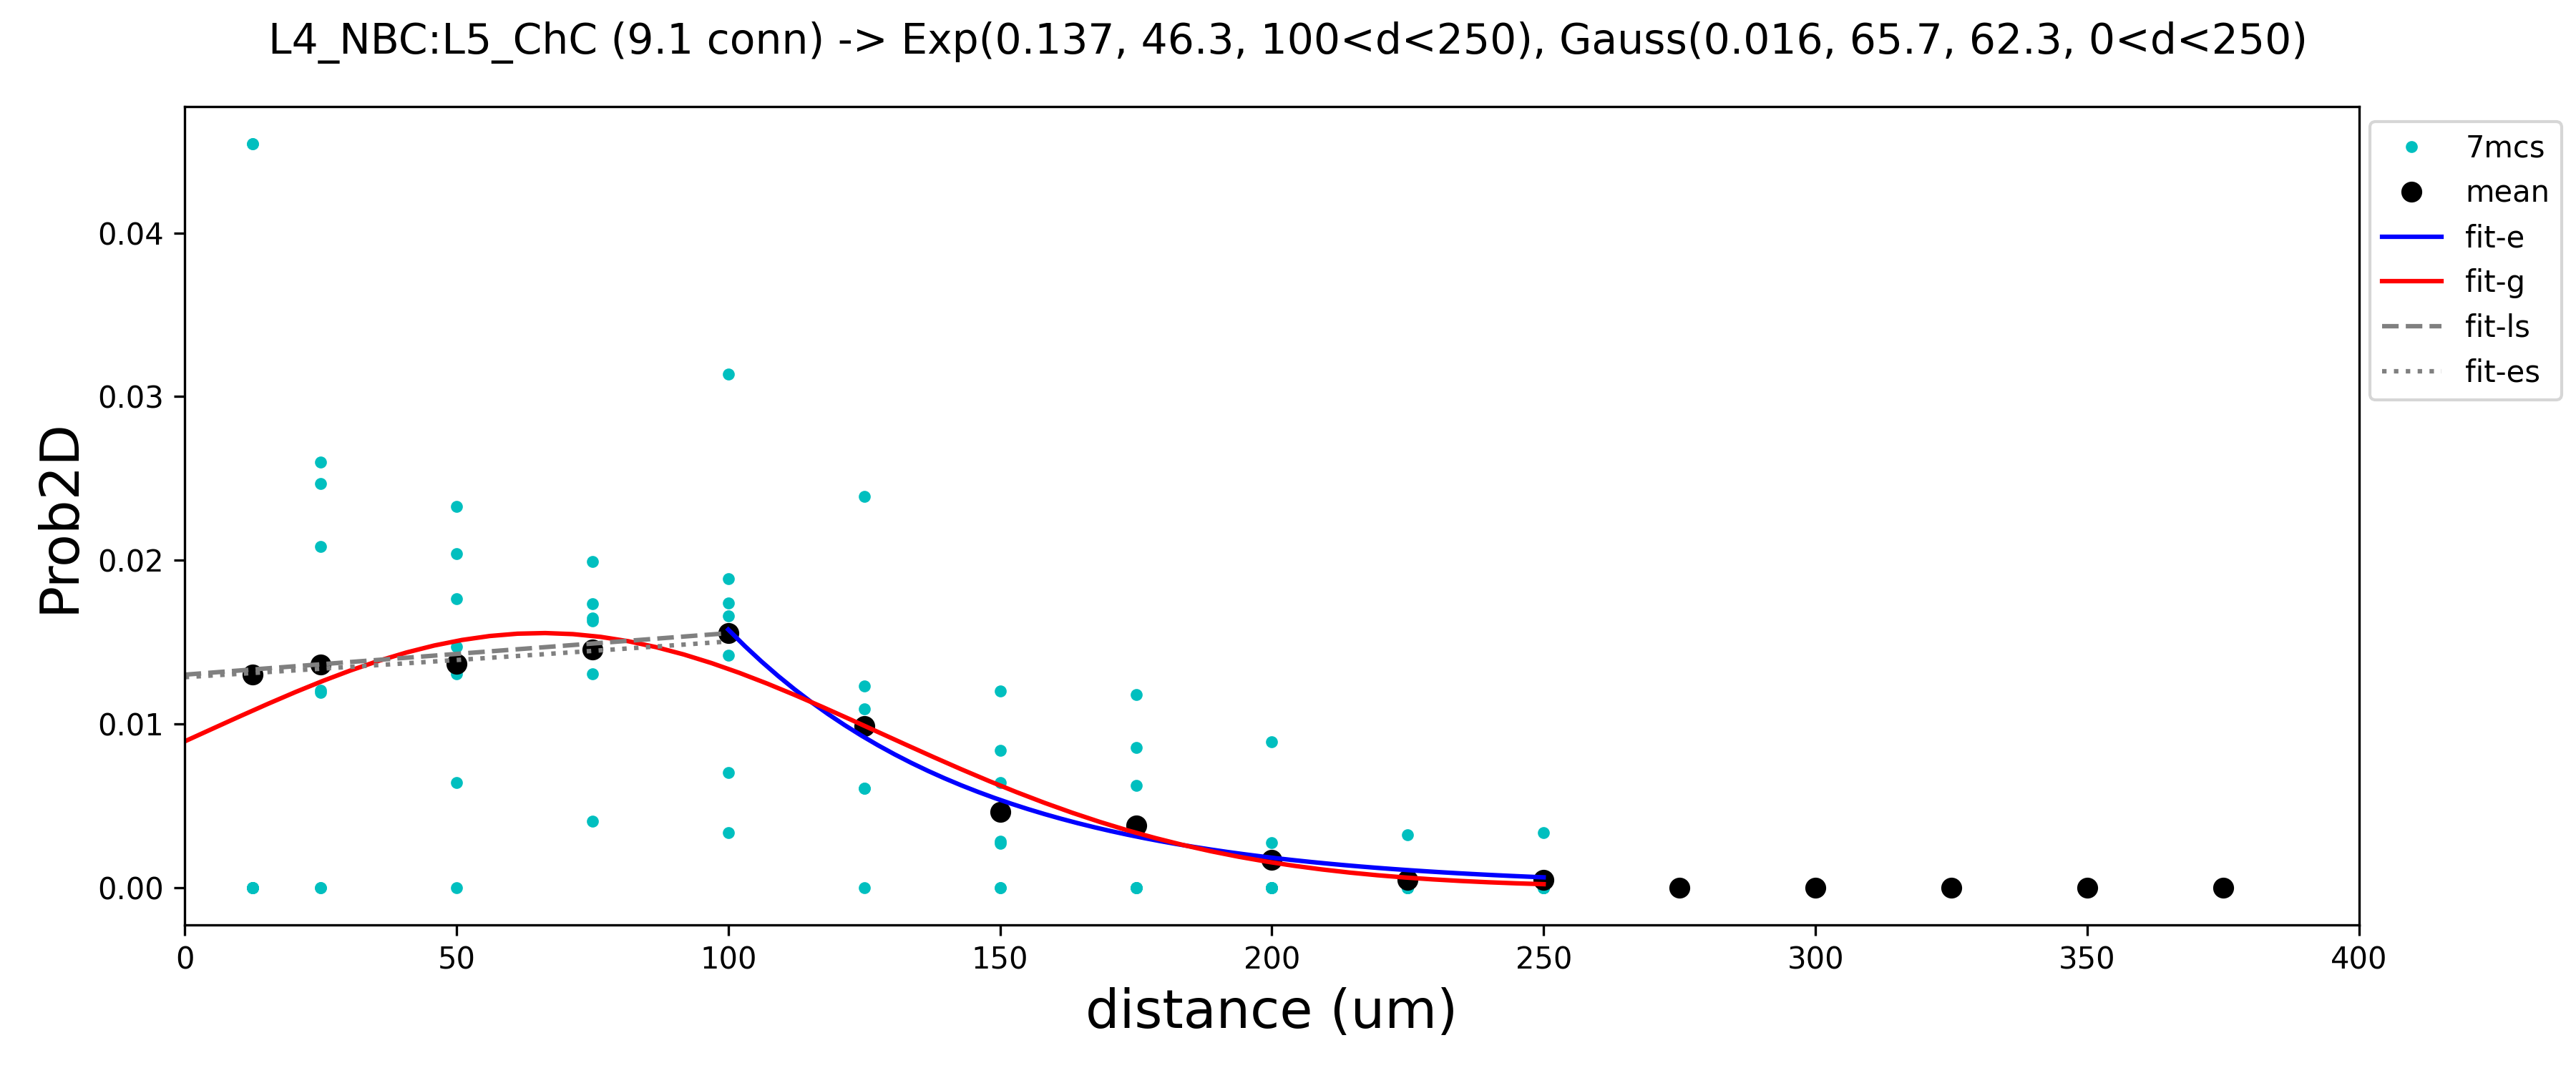 L4_NBC:L5_ChC (9.1 conn) -> Exp(0.137, 46.3, 100<d<250), Gauss(0.016, 65.7, 62.3, 0<d<250)
7mcs
mean
fit-e
fit-g
fit-ls
fit-es
Prob2D
0.04
0.03
0.02
0.01
0.00
0 50 100 150 200 250 300 350 400
distance (um)